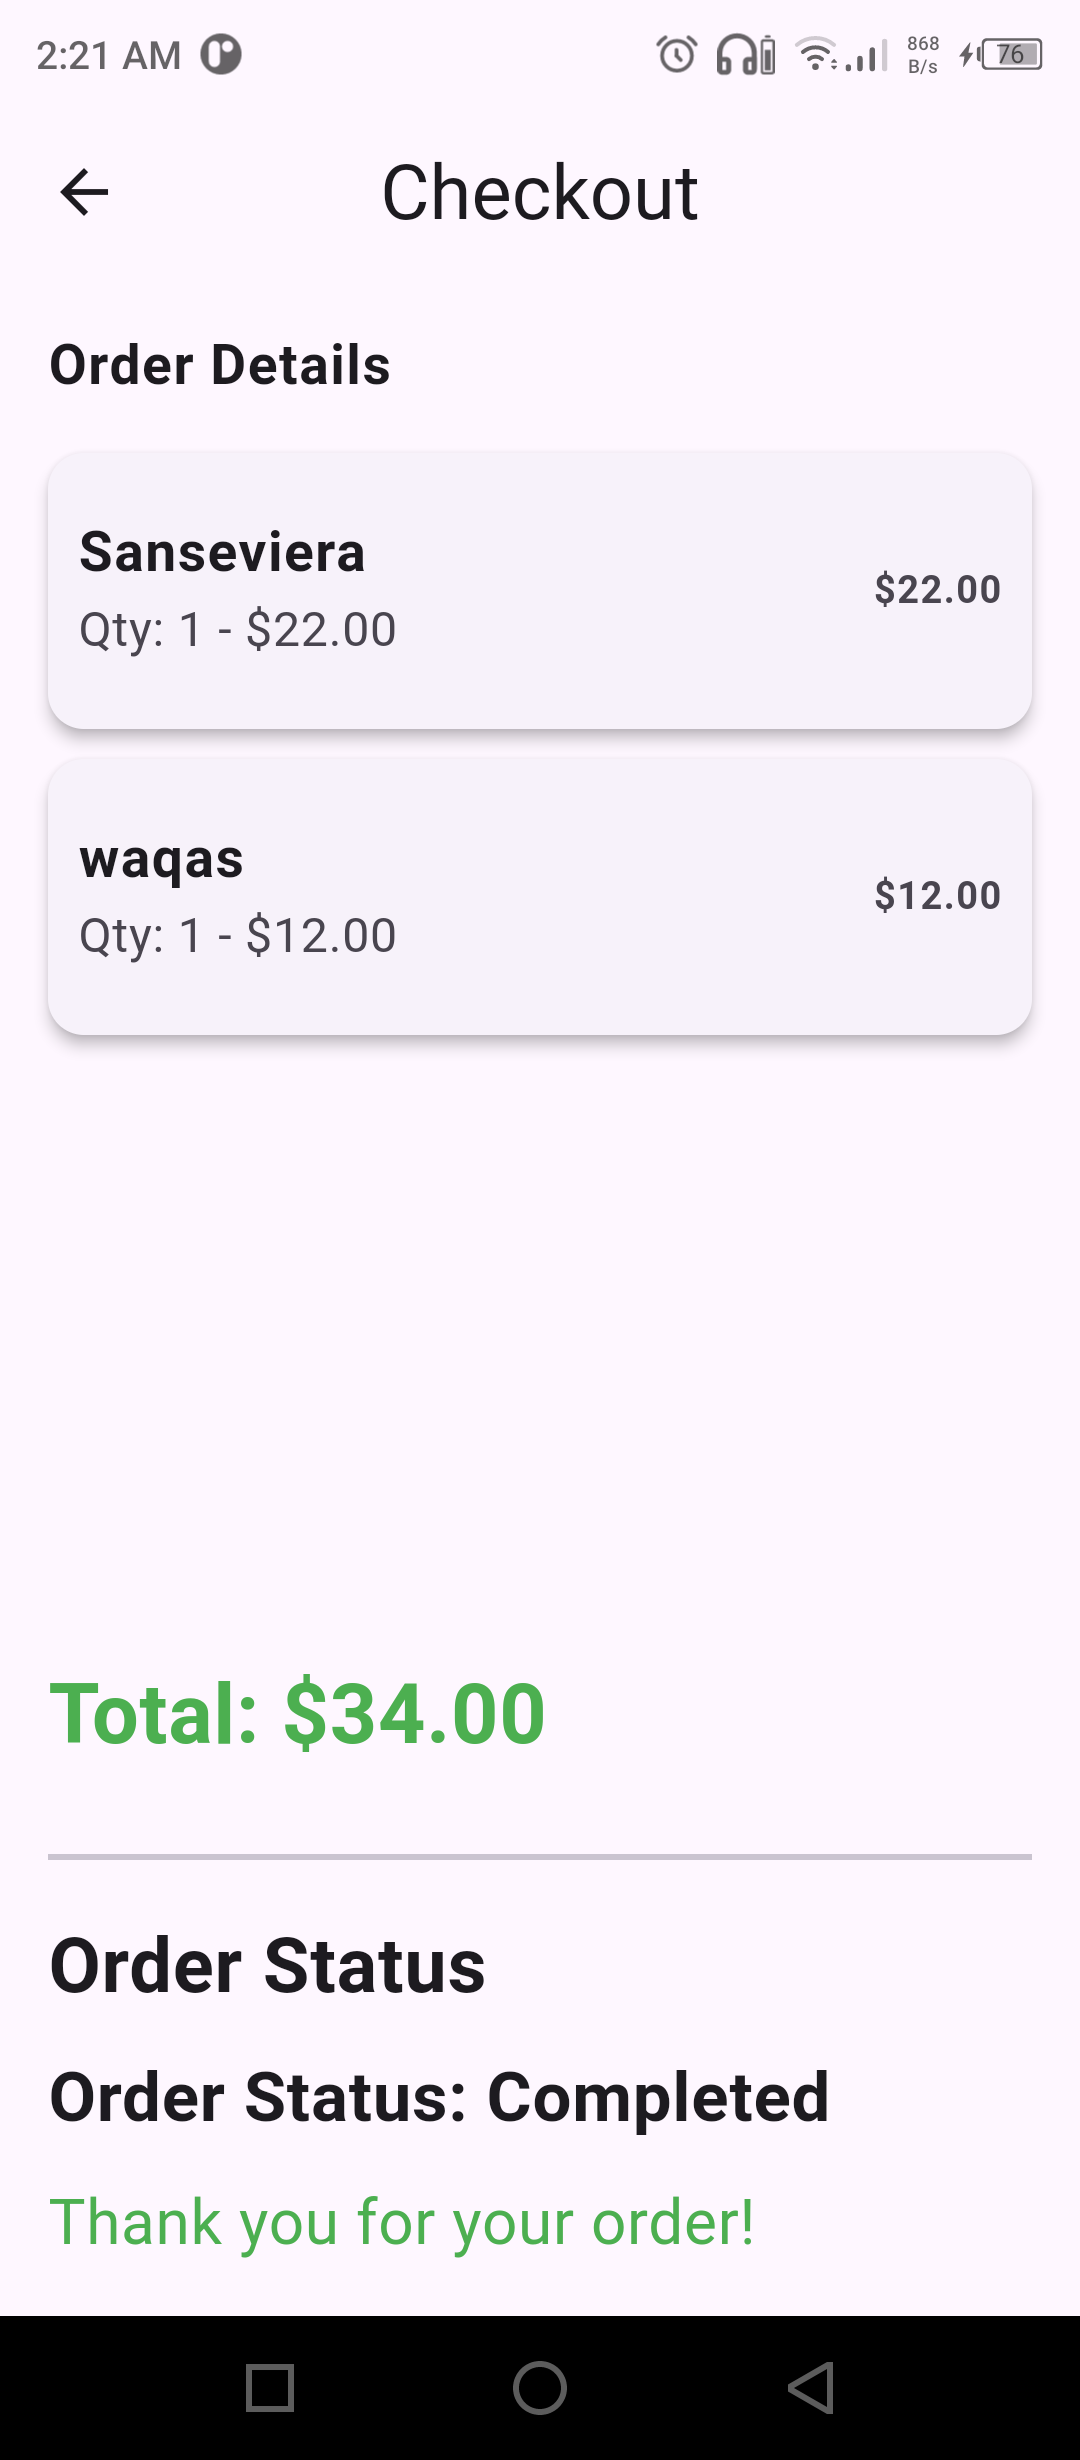 2:21 AM
868 B/s
76
Checkout
Order Details
Sanseviera
Qty: 1 - $22.00
$22.00
waqas
Qty: 1 - $12.00
$12.00
Total: $34.00
Order Status
Order Status: Completed
Thank you for your order!